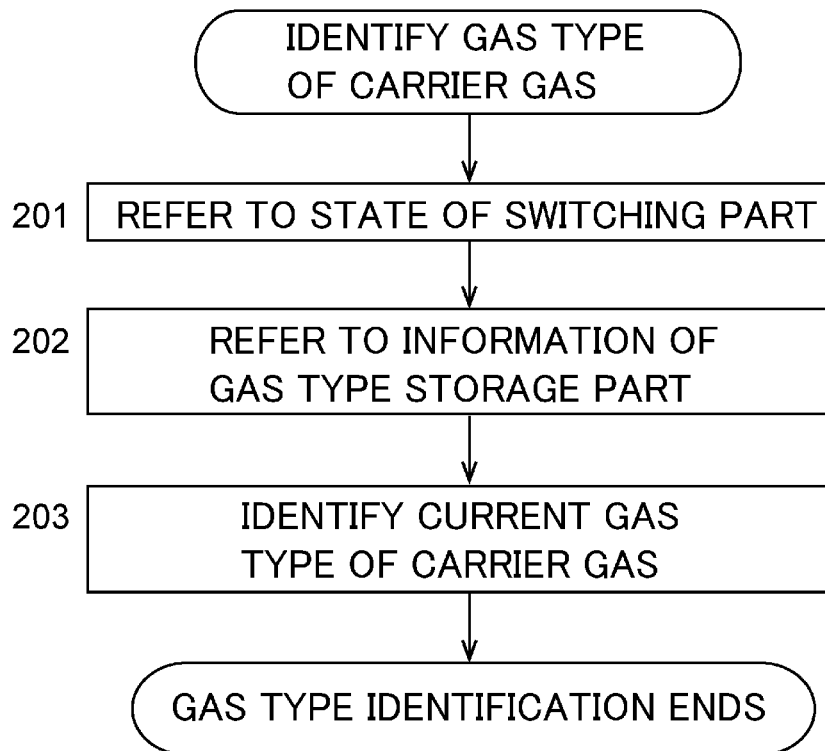 IDENTIFY GAS TYPE
OF CARRIER GAS
201
REFER TO STATE OF SWITCHING PART
202
REFER TO INFORMATION OF
GAS TYPE STORAGE PART
203
IDENTIFY CURRENT GAS
TYPE OF CARRIER GAS
GAS TYPE IDENTIFICATION ENDS